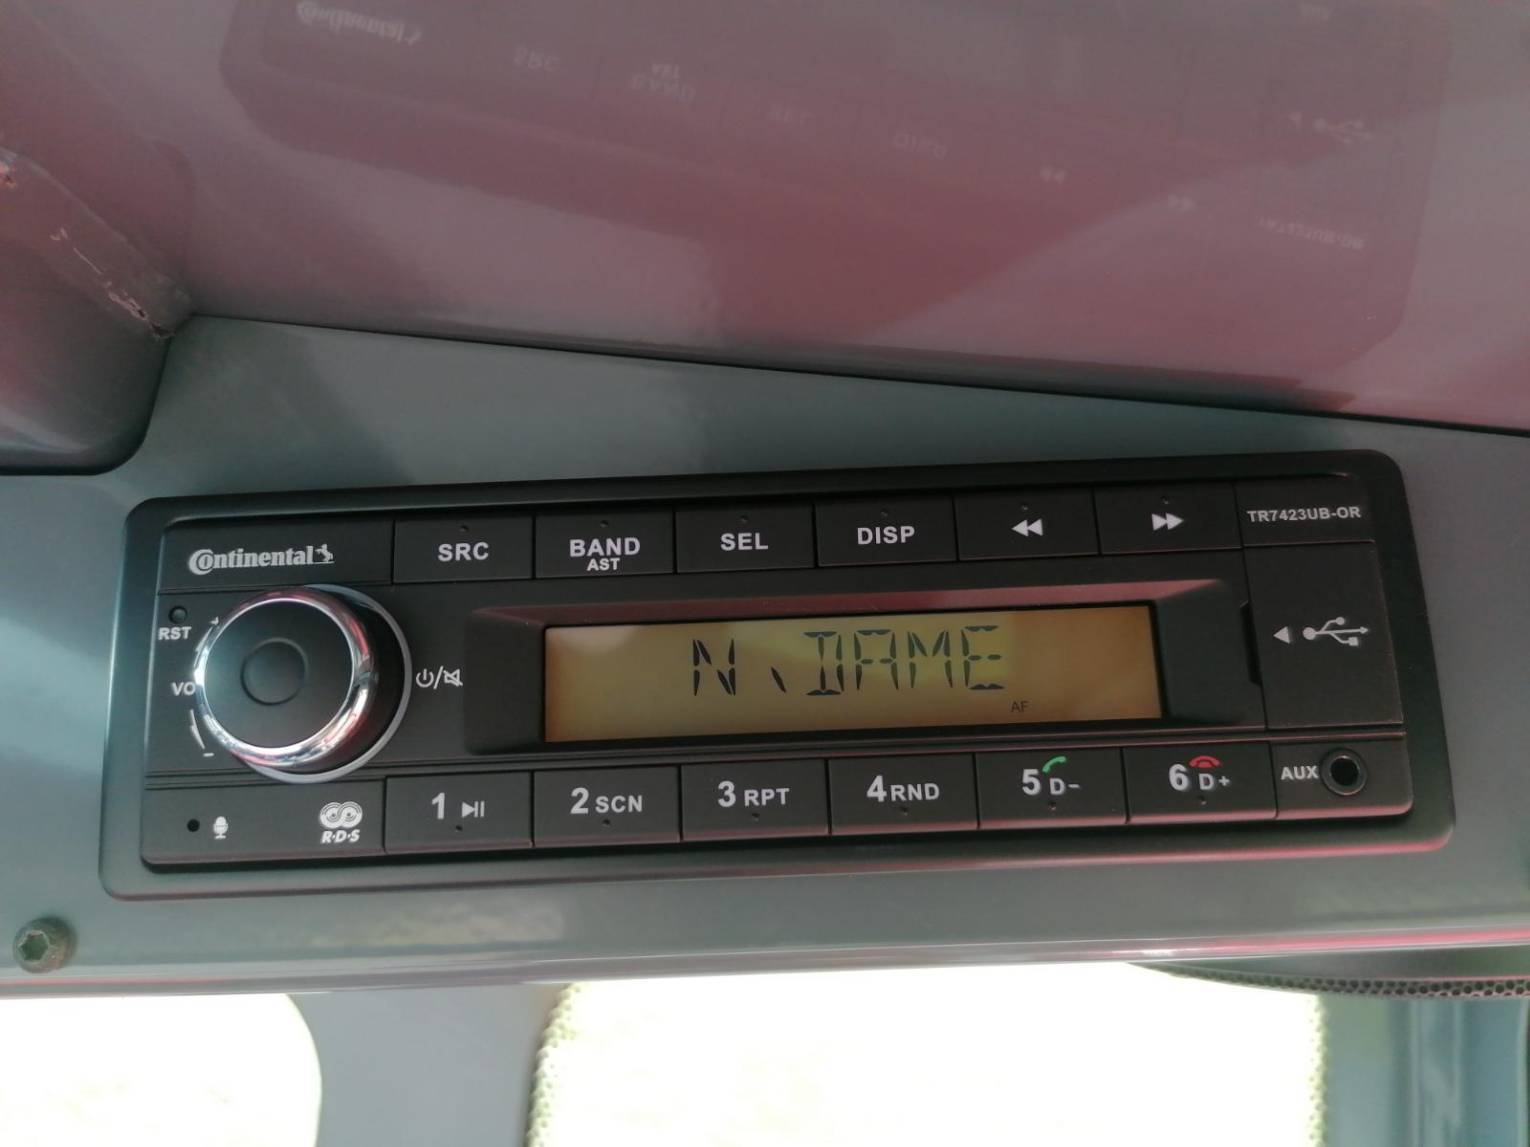 Continental
SRC
BAND
AST
SEL
DISP
TR7423UB-OR
RST
VO
N.DAME
AF
1
2 SCN
3 RPT
4 RND
5 D-
6 D+
AUX
R·D·S